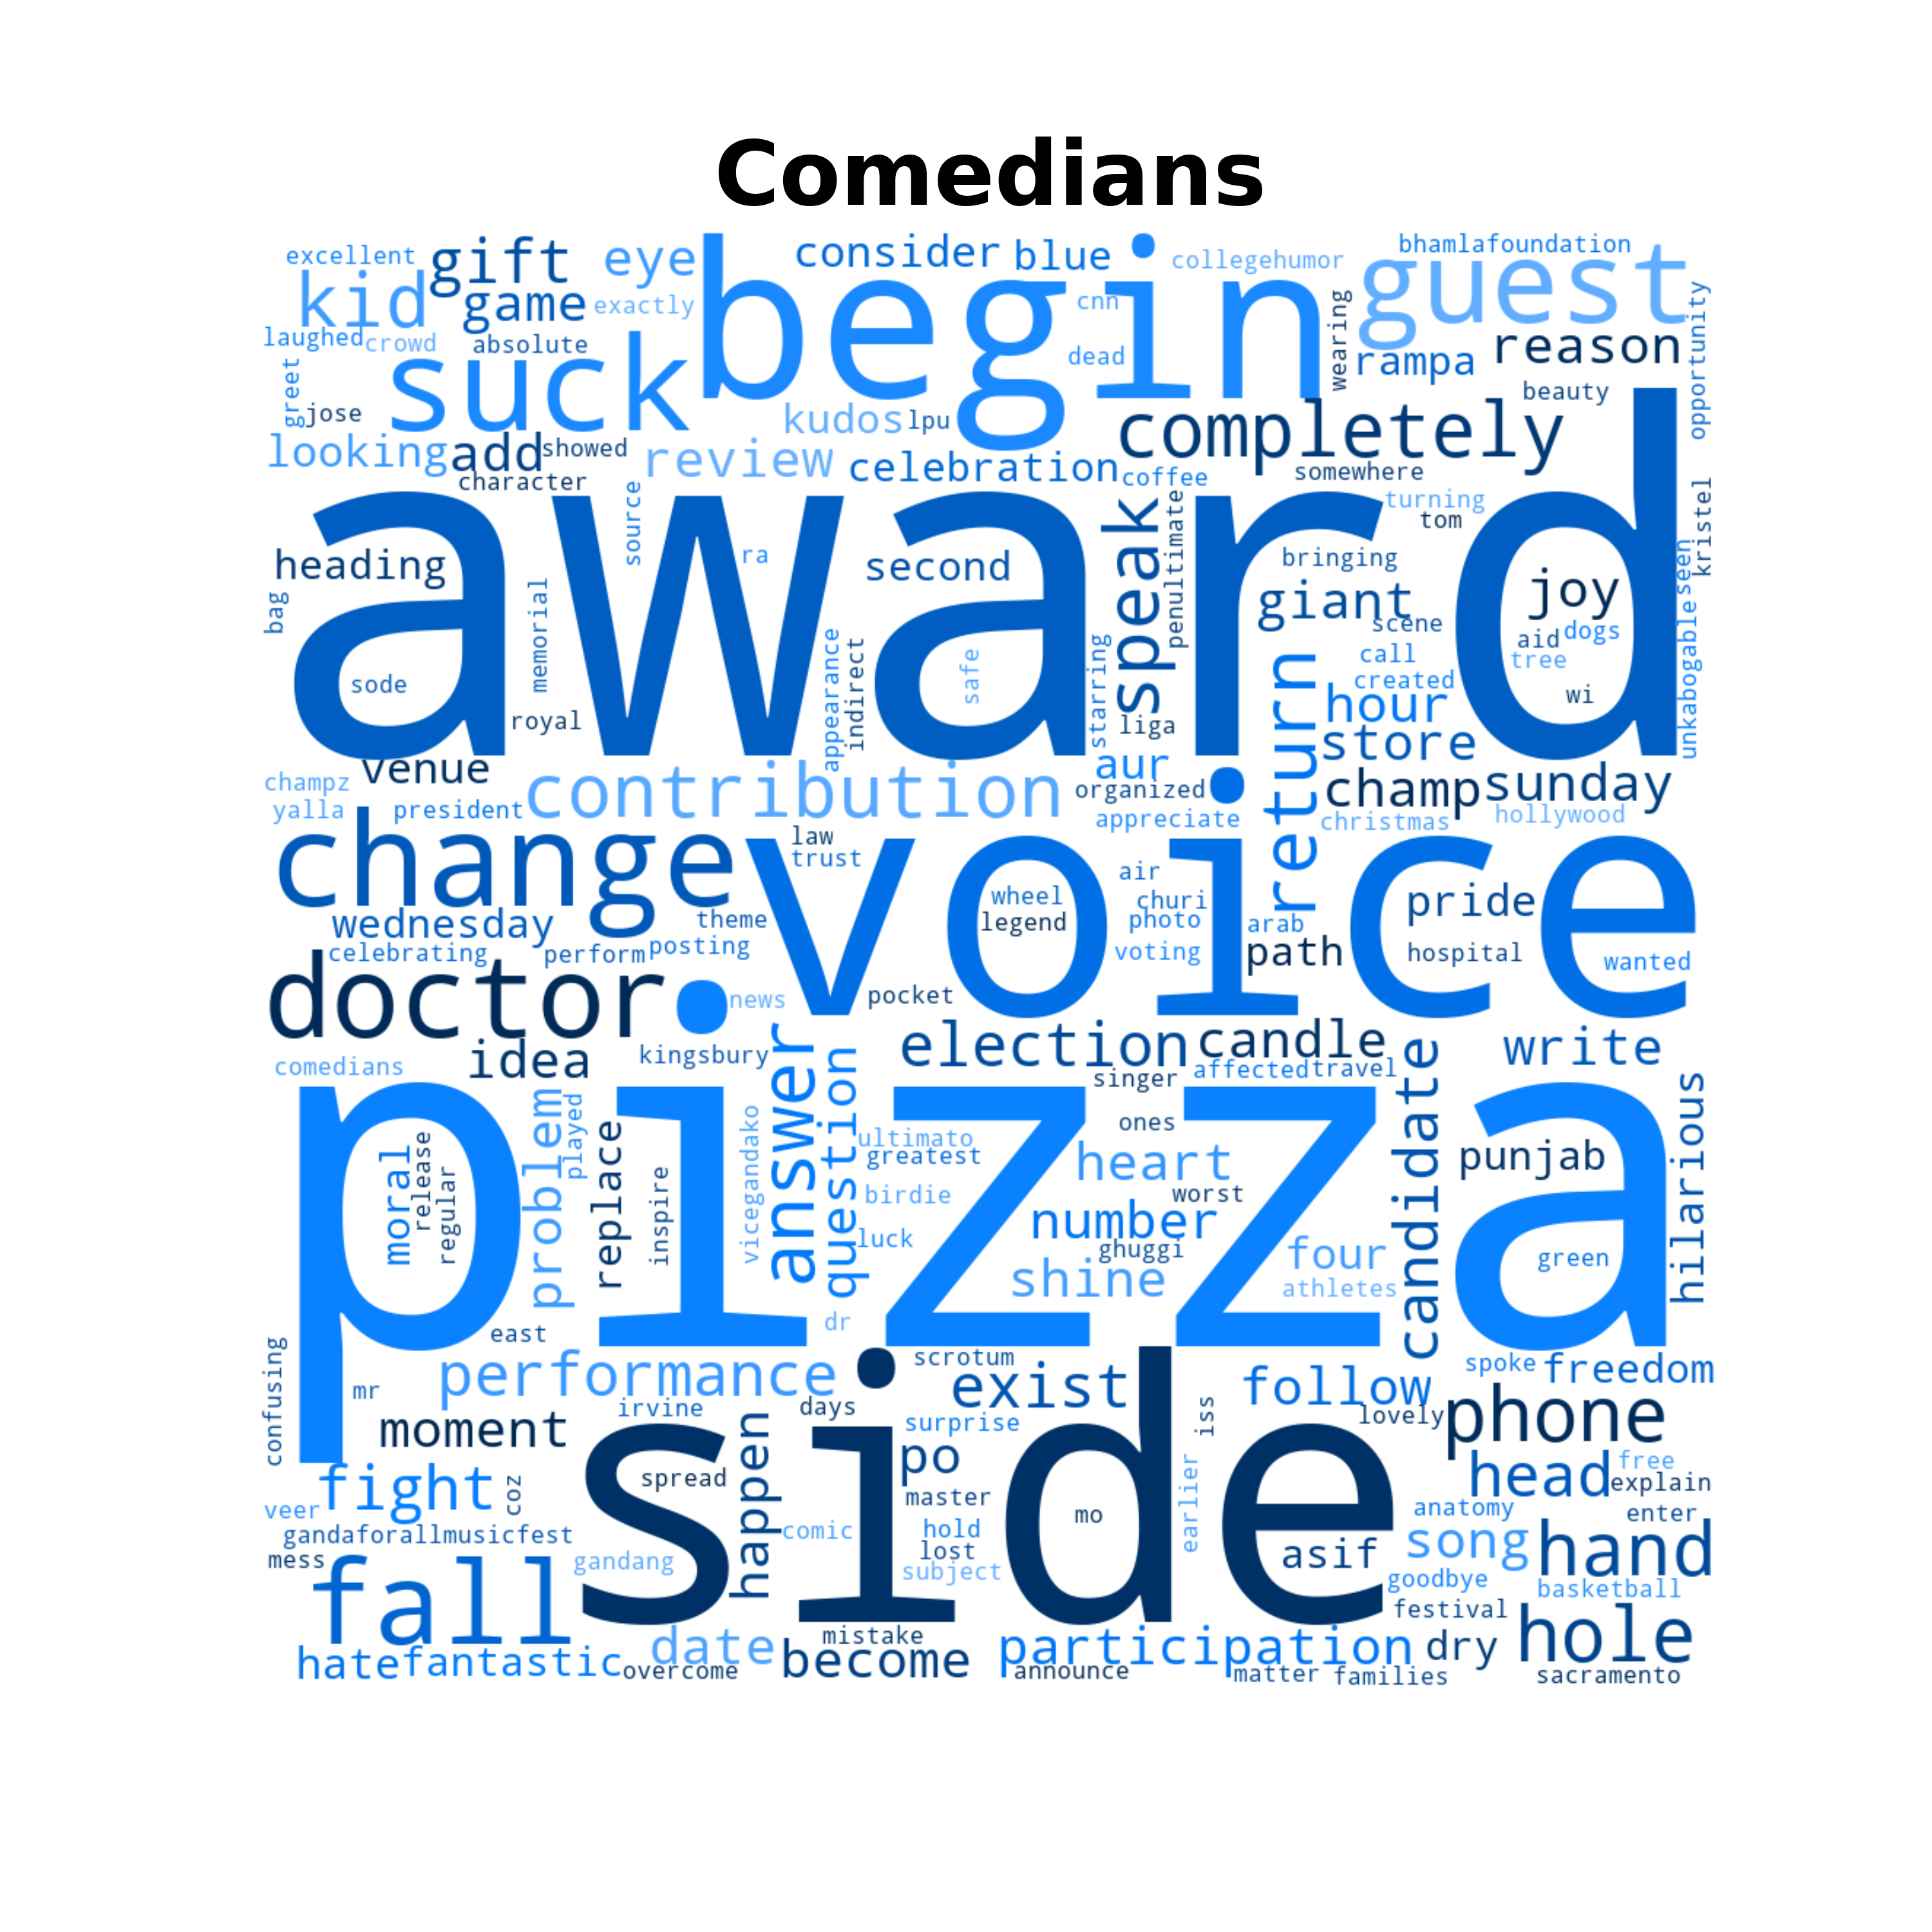 Comedians
excellent
gift
eye
begin
consider
blue
collegehumor
bhamlafoundation
guest
kid
game
exactly
cnn
wearing
opportunity
laughed
crowd
absolute
suck
dead
rampa
reason
greet
jose
kudos
lpu
completely
beauty
looking
add
showed
review
celebration
coffee
somewhere
character
award
source
speak
penultimate
turning
tom
kristel
heading
ra
second
bringing
seen
joy
bag
memorial
giant
scene
aid
dogs
appearance
indirect
safe
starring
call
tree
unkabogable
sode
return
created
wi
royal
liga
hour
store
venue
aur
champz
contribution
organized
champ
sunday
yalla
president
appreciate
christmas
hollywood
change
law
trust
voice
air
wheel
legend
churi
photo
pride
wednesday
theme
arab
celebrating
perform
posting
voting
path
hospital
wanted
doctor
news
pocket
answer
election
candle
write
comedians
idea
kingsbury
question
singer
affected
travel
candidate
hilarious
pizza
problem
played
vicegandako
ones
moral
release
regular
replace
inspire
ultimato
greatest
heart
punjab
birdie
worst
number
luck
ghuggi
four
green
shine
athletes
dr
east
confusing
performance
scrotum
exist
follow
spoke
freedom
mr
irvine
days
surprise
iss
lovely
phone
moment
side
happen
po
fight
coz
spread
head
free
explain
veer
master
earlier
anatomy
enter
gandaforallmusicfest
comic
hold
mo
song
hand
mess
gandang
lost
asif
fall
subject
goodbye
basketball
festival
hate
fantastic
date
mistake
participation
dry
hole
overcome
become
announce
matter
families
sacramento